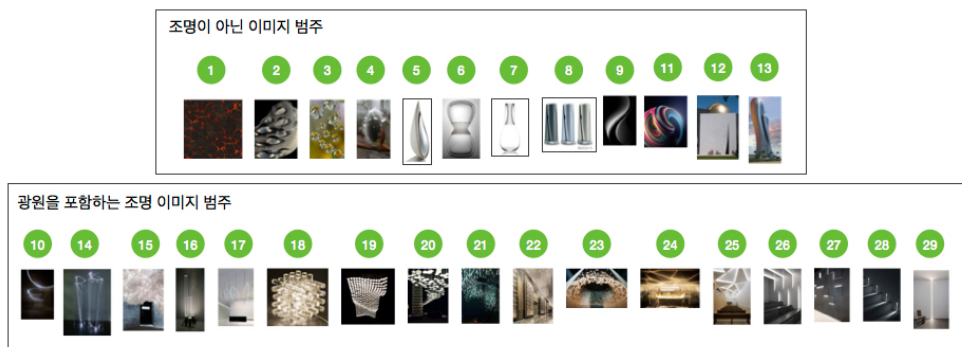 조명이 아닌 이미지 범주
1 2 3 4 5 6 7 8 9 11 12 13
광원을 포함하는 조명 이미지 범주
10 14 15 16 17 18 19 20 21 22 23 24 25 26 27 28 29